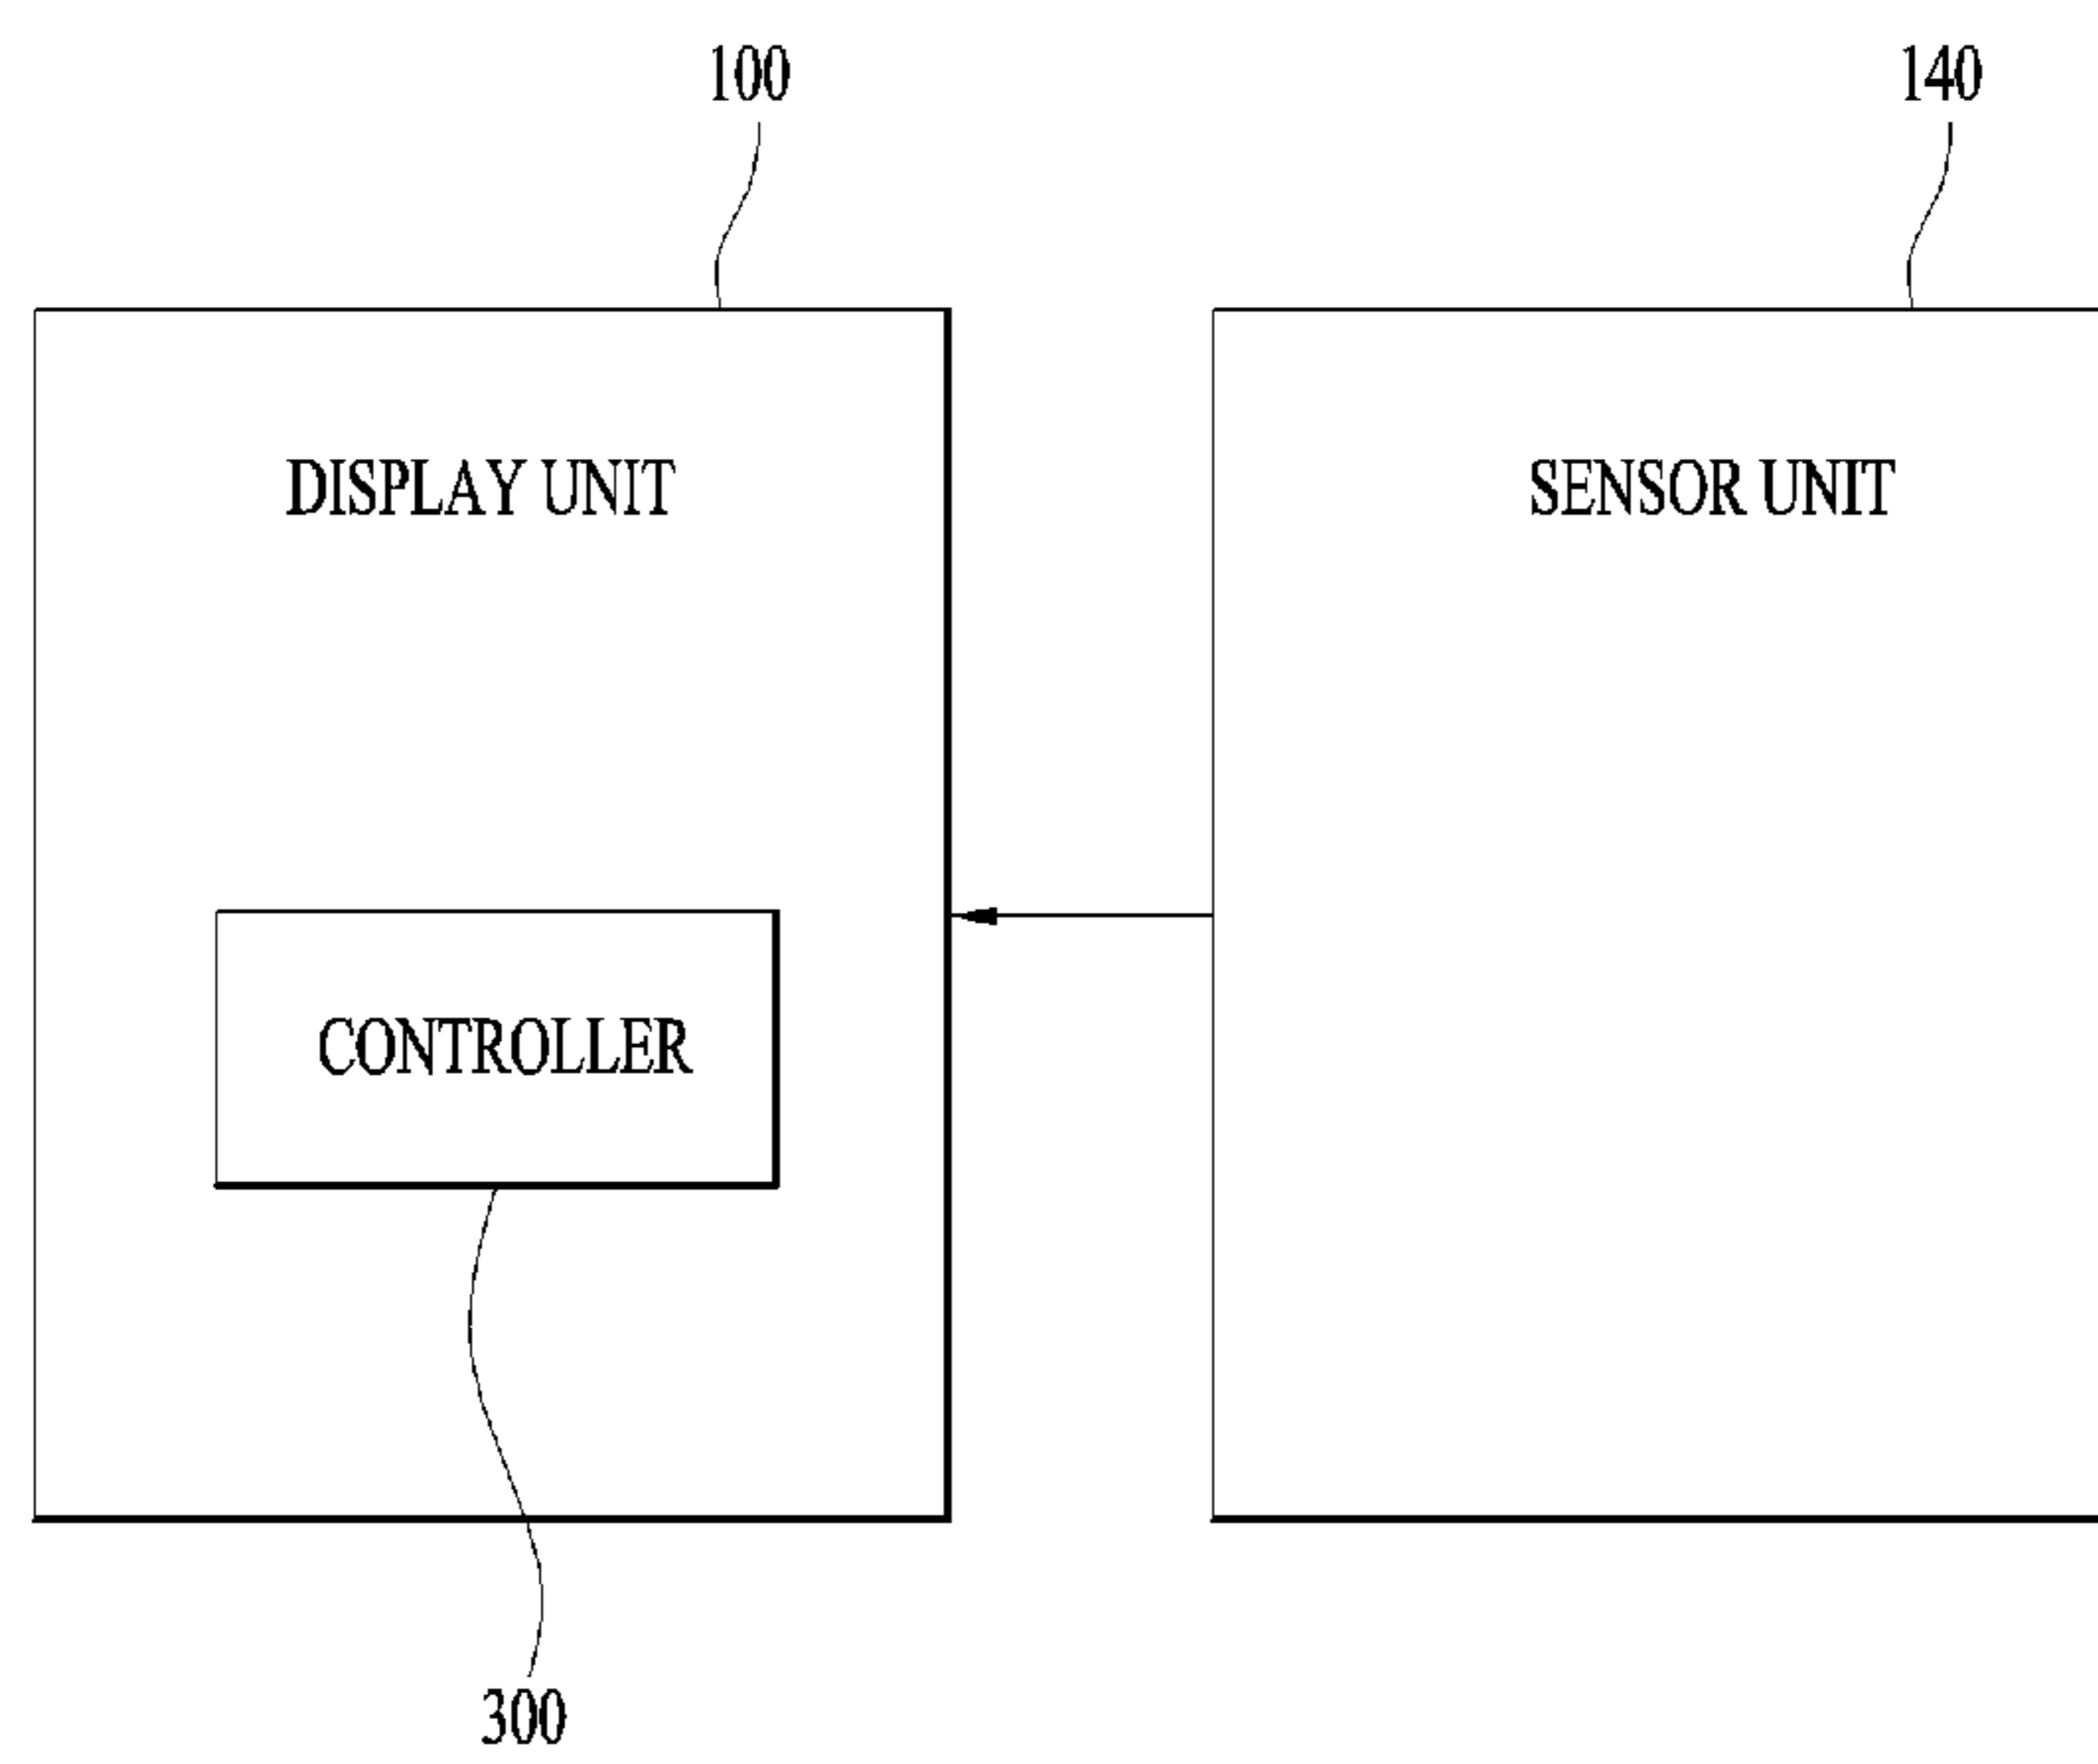 100
140
DISPLAY UNIT
SENSOR UNIT
CONTROLLER
300